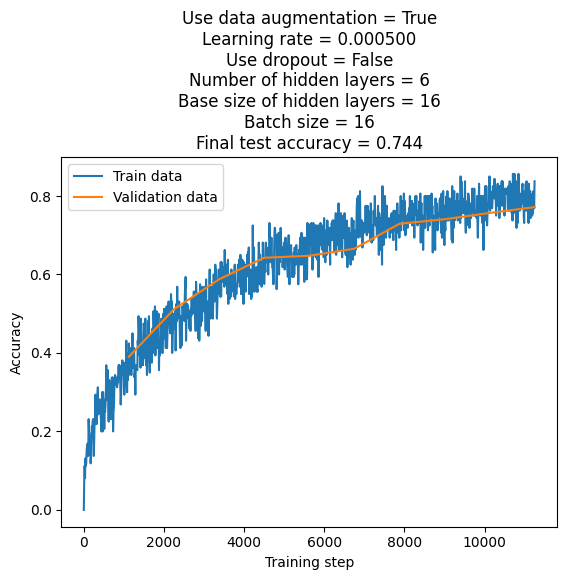 Use data augmentation = True
Learning rate = 0.000500
Use dropout = False
Number of hidden layers = 6
Base size of hidden layers = 16
Batch size = 16
Final test accuracy = 0.744
Train data
Validation data
0.8
0.6
0.4
0.2
0.0
Accuracy
0
2000
4000
6000
8000
10000
Training step